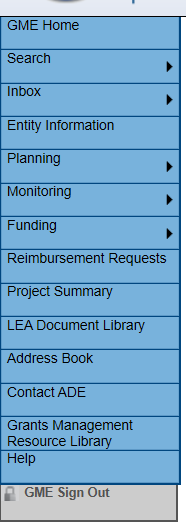 GME Home
Search
Inbox
Entity Information
Planning
Monitoring
Funding
Reimbursement Requests
Project Summary
LEA Document Library
Address Book
Contact ADE
Grants Management
Resource Library
Help
GME Sign Out